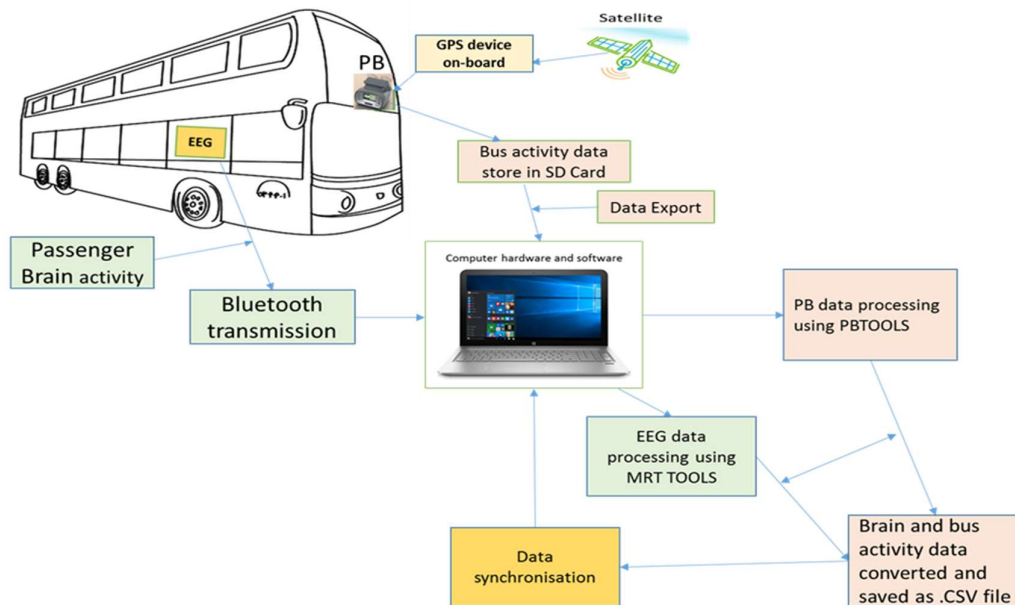 Satellite
GPS device
on-board
PB
EEG
Bus activity data
store in SD Card
Data Export
Passenger
Brain activity
Bluetooth
transmission
Computer hardware and software
PB data processing
using PBTOOLS
EEG data
processing using
MRT TOOLS
Data
synchronisation
Brain and bus
activity data
converted and
saved as .CSV file